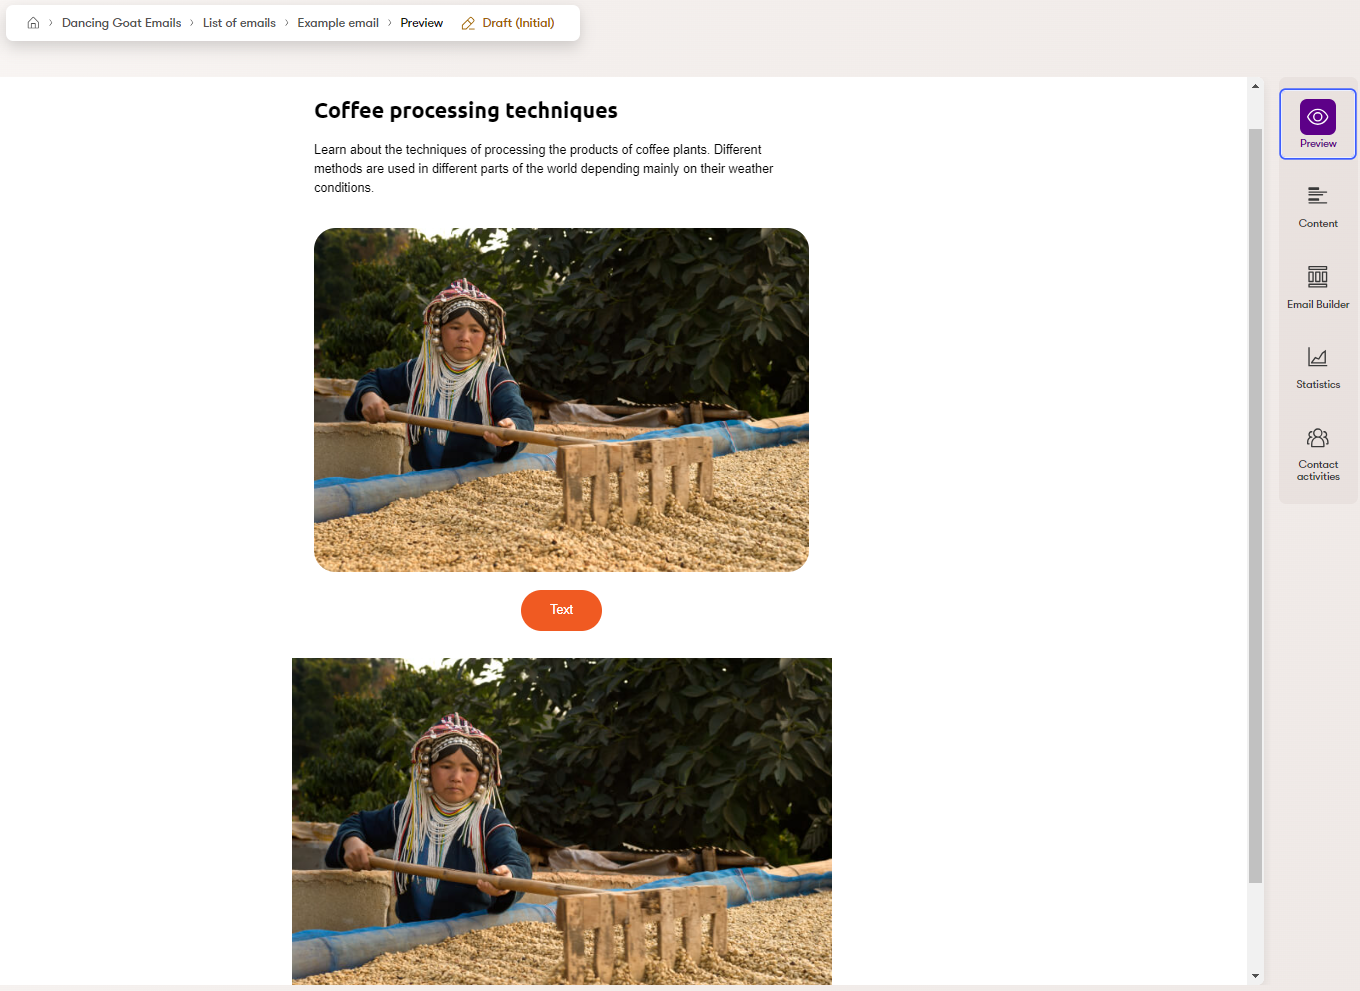 Dancing Goat Emails
List of emails
Example email
Preview
Draft (Initial)
Coffee processing techniques
Learn about the techniques of processing the products of coffee plants. Different
methods are used in different parts of the world depending mainly on their weather
conditions.
Text
Preview
Content
Email Builder
Statistics
Contact
activities